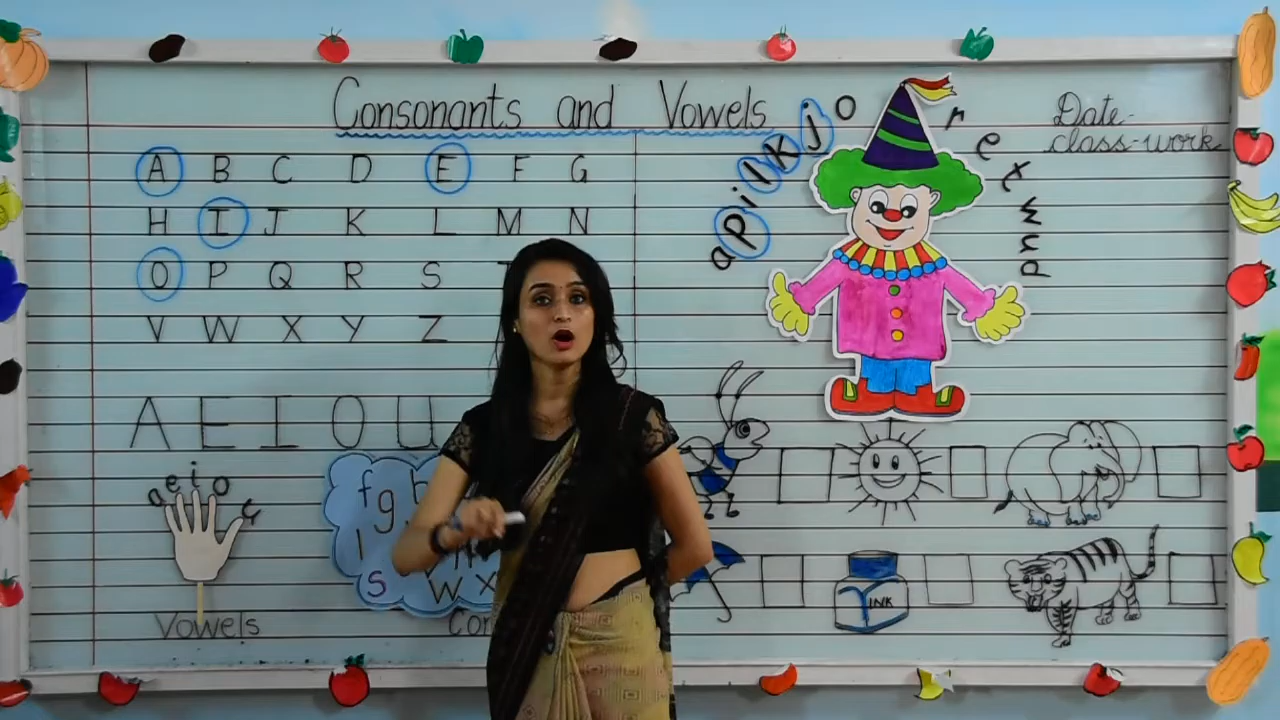 Consonants and Vowels
Date-
class-work
A B C D E F G
H I J K L M N
O P Q R S
V W X Y Z
A E I O U
a e i o u
f g
l
s w x
Vowels
a p i l k j o
r e x t w n u d
INK